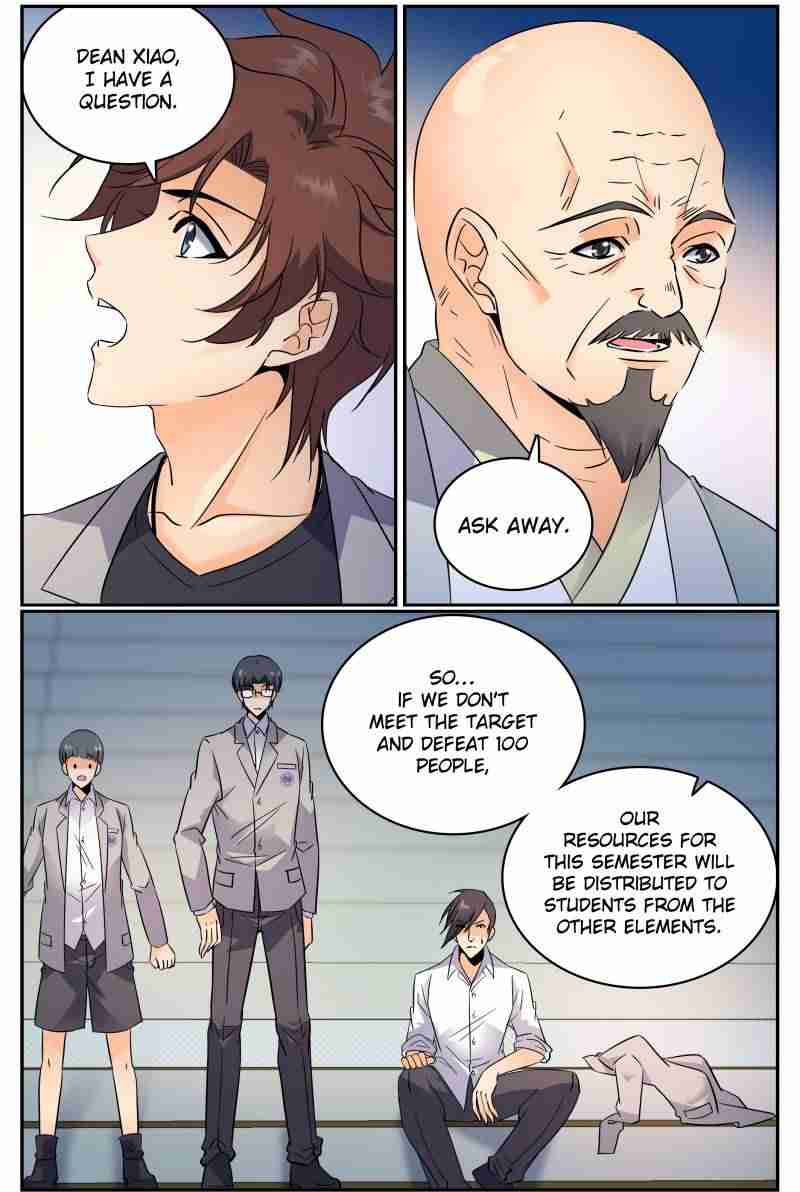 DEAN XIAO,
I HAVE A
QUESTION.
ASK AWAY.
SO...
IF WE DON'T
MEET THE TARGET
AND DEFEAT 100
PEOPLE,
OUR
RESOURCES FOR
THIS SEMESTER WILL
BE DISTRIBUTED TO
STUDENTS FROM THE
OTHER ELEMENTS.